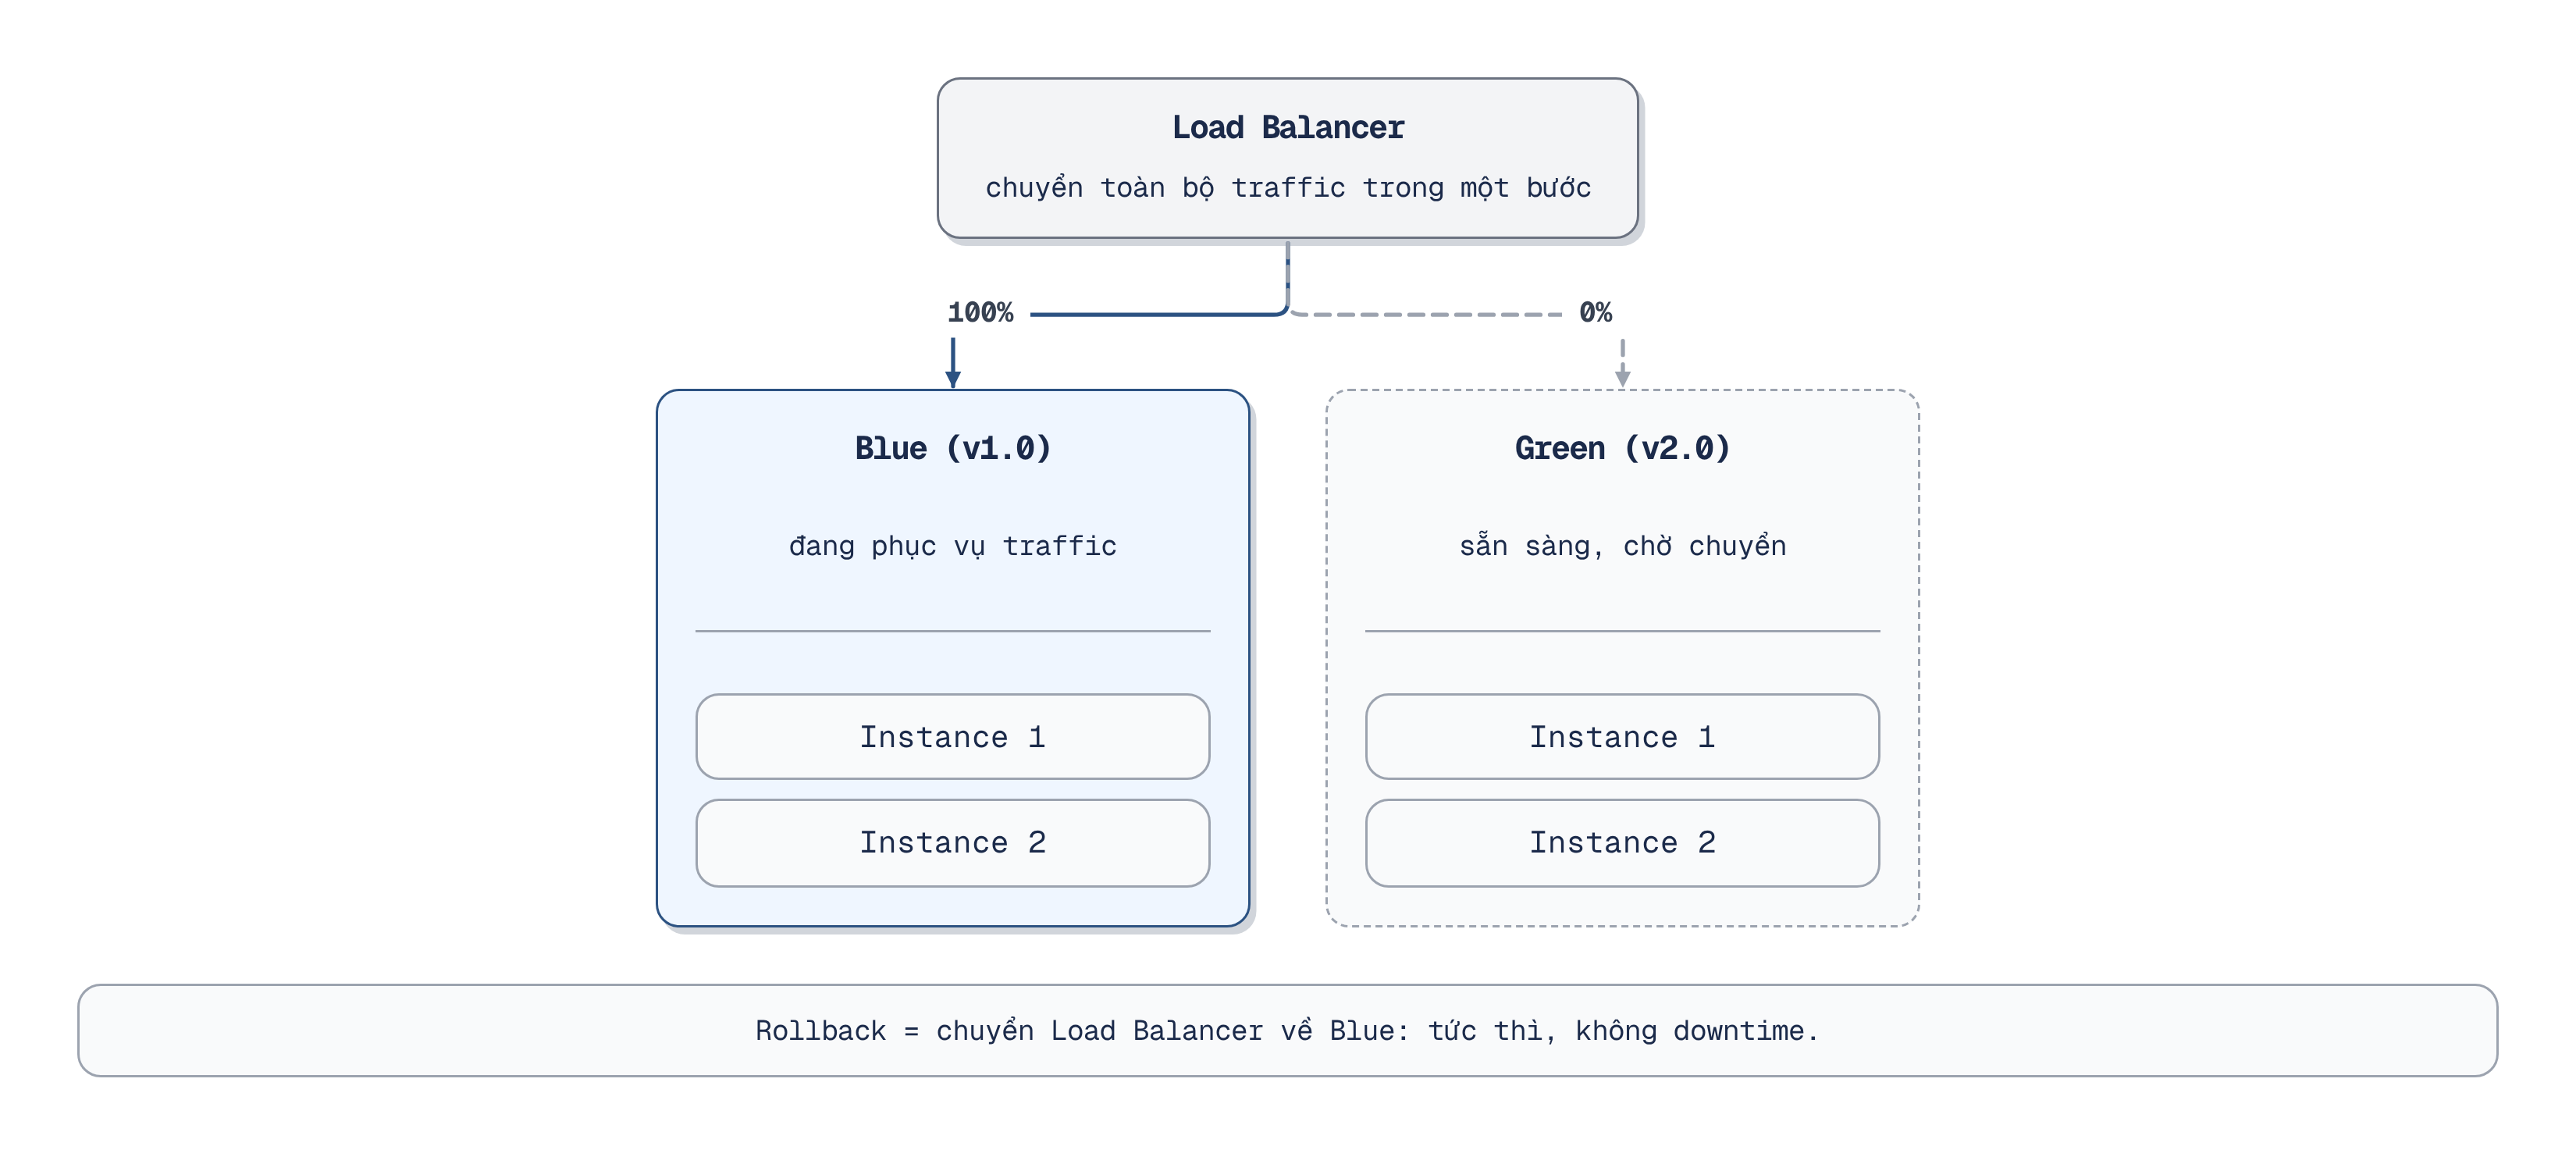 Load Balancer
chuyển toàn bộ traffic trong một bước
100%
0%
Blue (v1.0)
đang phục vụ traffic
Instance 1
Instance 2
Green (v2.0)
sẵn sàng, chờ chuyển
Instance 1
Instance 2
Rollback = chuyển Load Balancer về Blue: tức thì, không downtime.